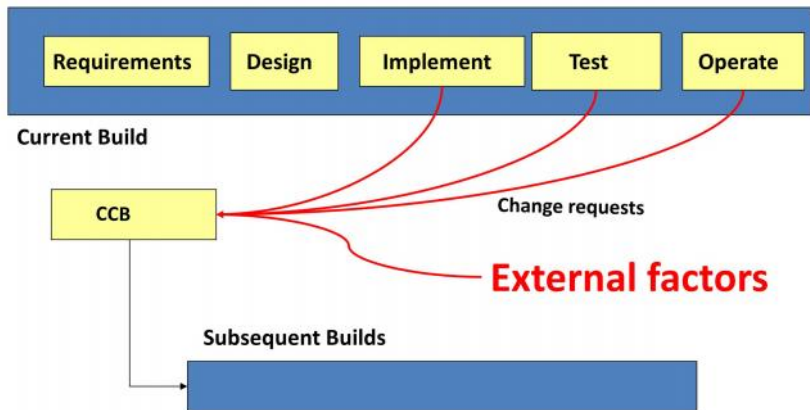 Requirements
Design
Implement
Test
Operate
Current Build
CCB
Change requests
External factors
Subsequent Builds